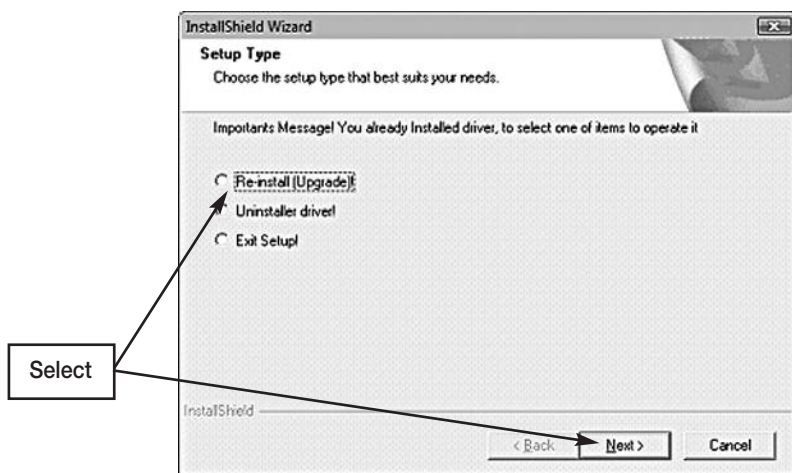 InstallShield Wizard
Setup Type
Choose the setup type that best suits your needs.
Importants Message! You already Installed driver, to select one of items to operate it
Re-install (Upgrade)!
Uninstaller driver!
Exit Setup!
Select
InstallShield
< Back
Next >
Cancel